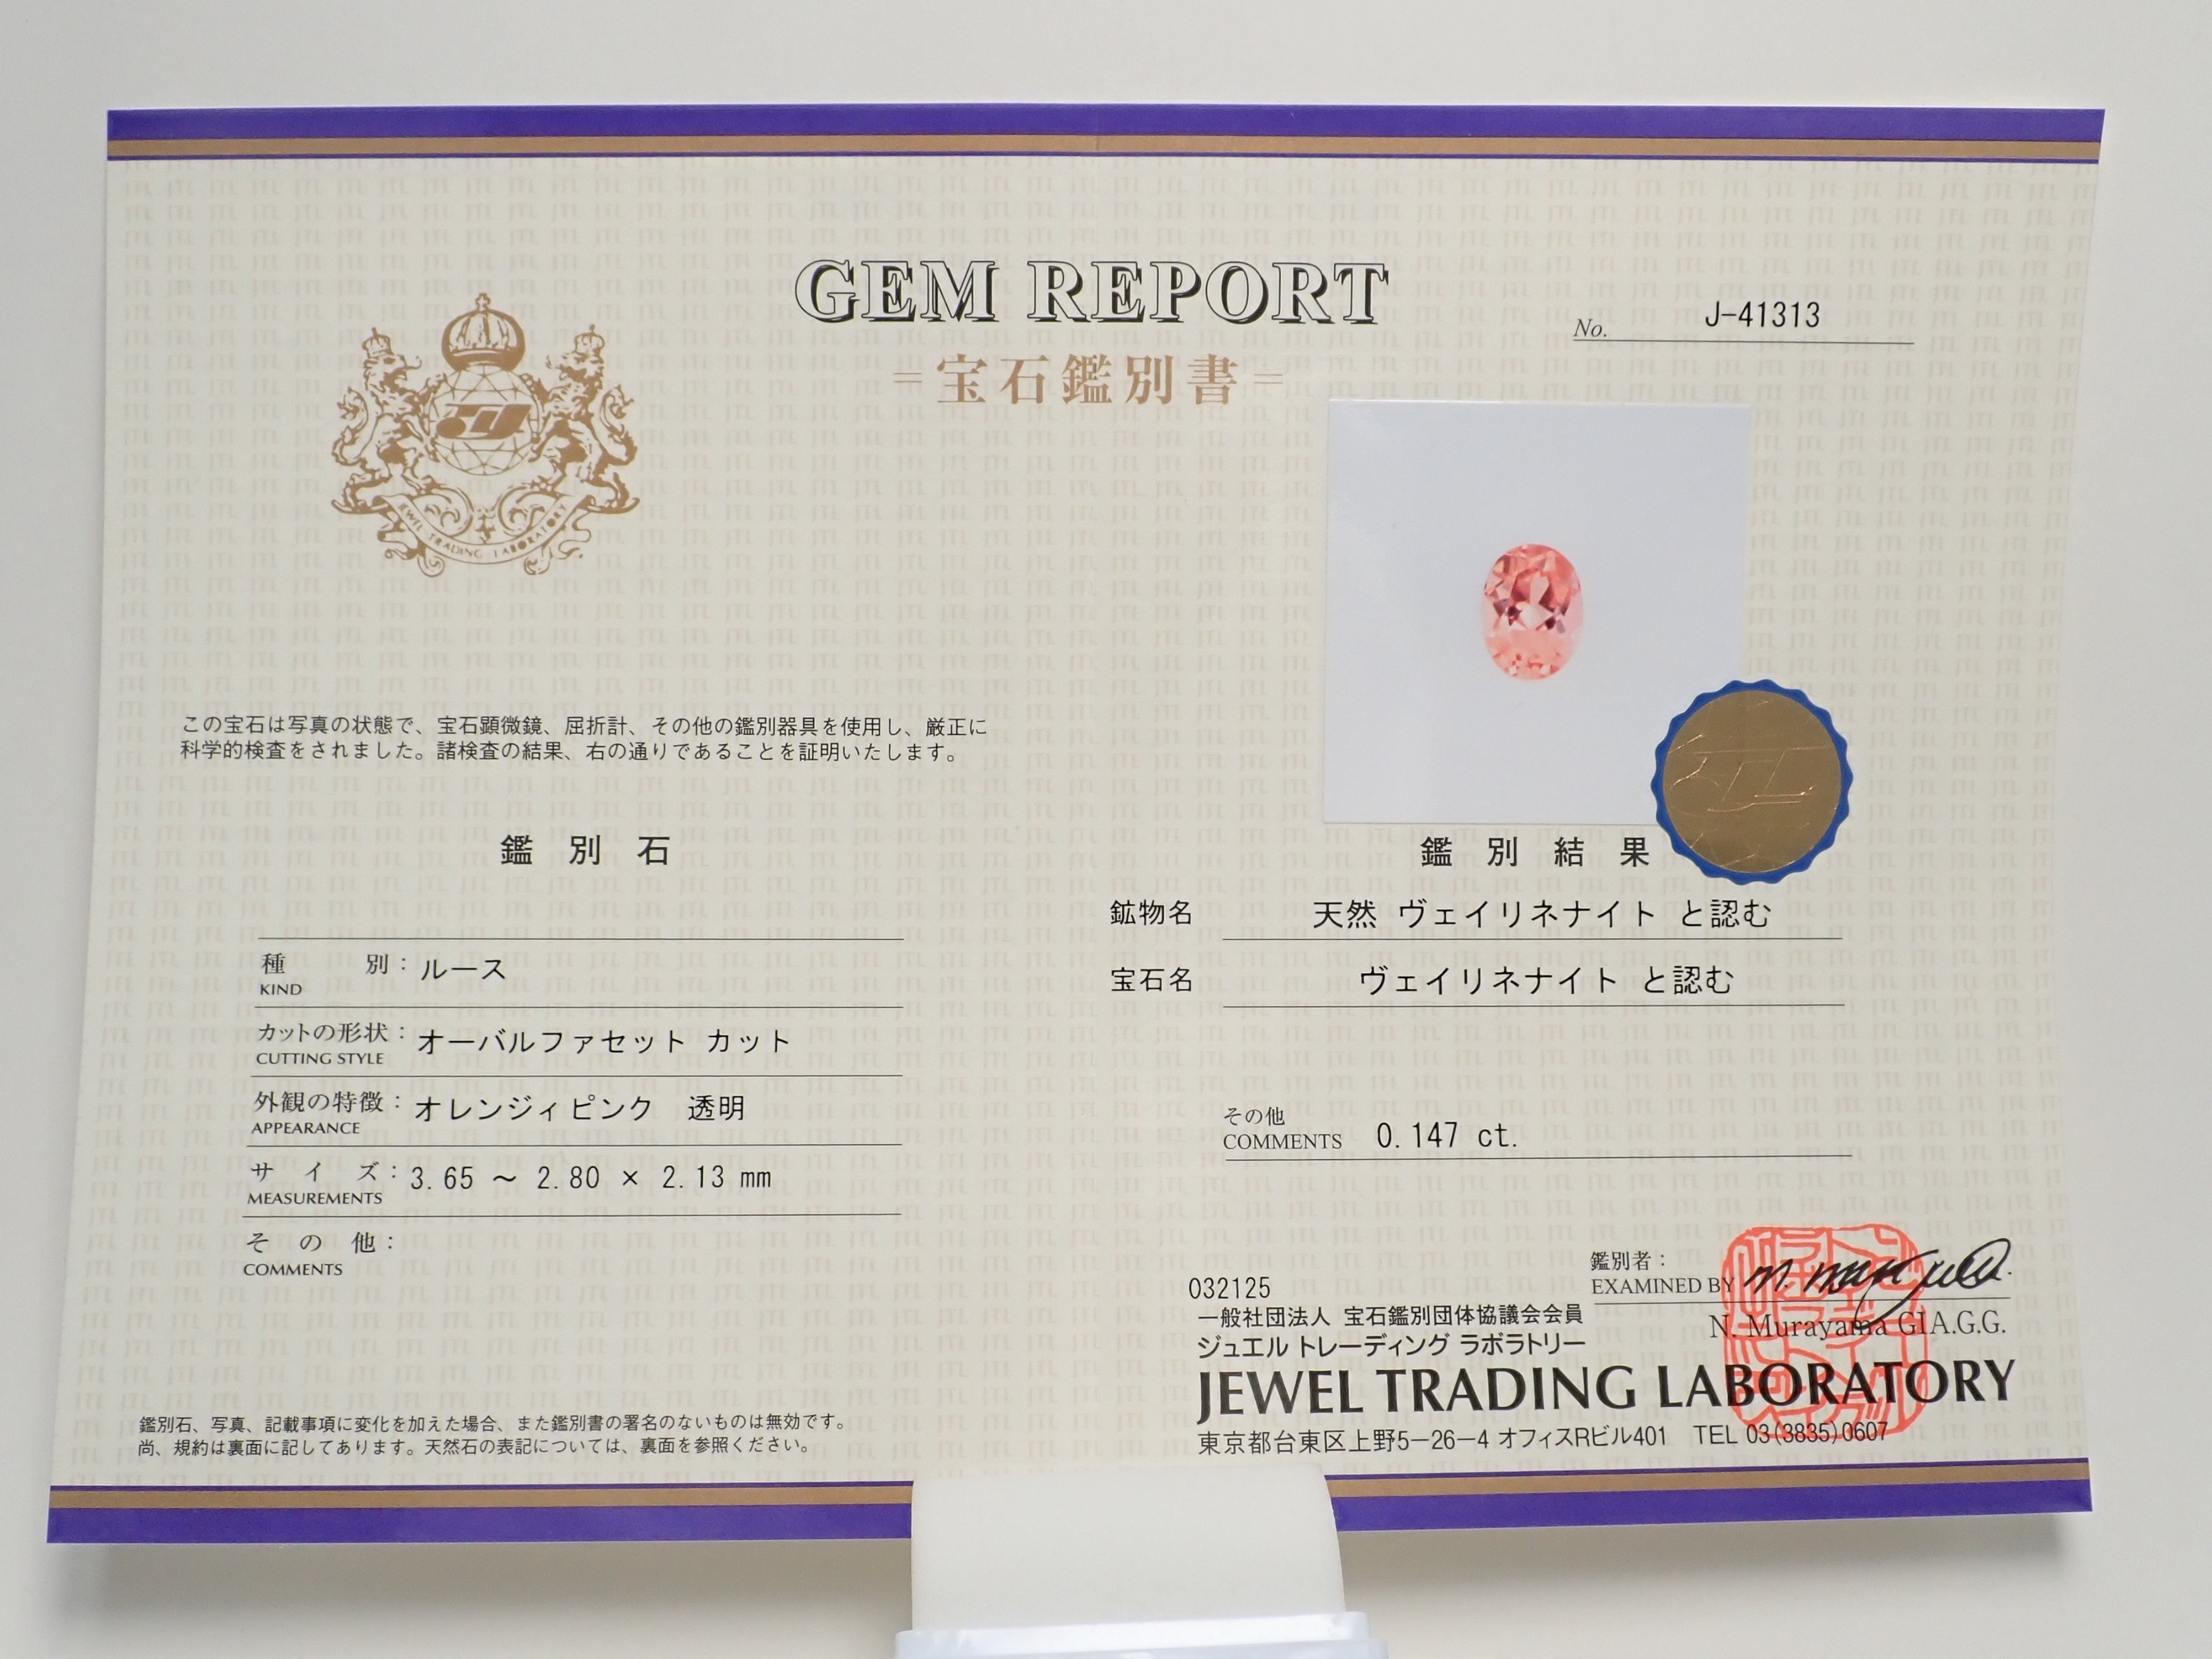 GEM REPORT
=宝石鑑別書=
No. J-41313
JEWEL TRADING LABORATORY
この宝石は写真の状態で、宝石顕微鏡、屈折計、その他の鑑別器具を使用し、厳正に
科学的検査をされました。諸検査の結果、右の通りであることを証明いたします。
鑑別石
種別:ルース
KIND
カットの形状:オーバルファセット カット
CUTTING STYLE
外観の特徴:オレンジィピンク 透明
APPEARANCE
サイズ:3.65 ～ 2.80 × 2.13 mm
MEASUREMENTS
その他:
COMMENTS
鑑別石、写真、記載事項に変化を加えた場合、また鑑別書の署名のないものは無効です。
尚、規約は裏面に記してあります。天然石の表記については、裏面を参照ください。
鑑別結果
鉱物名 天然 ヴェイリネナイト と認む
宝石名 ヴェイリネナイト と認む
その他
COMMENTS 0.147 ct.
鑑別者:
EXAMINED BY
N. Murayama GIA.G.G.
032125
一般社団法人 宝石鑑別団体協議会会員
ジュエル トレーディング ラボラトリー
JEWEL TRADING LABORATORY
東京都台東区上野5−26−4 オフィスRビル401 TEL 03(3835)0607